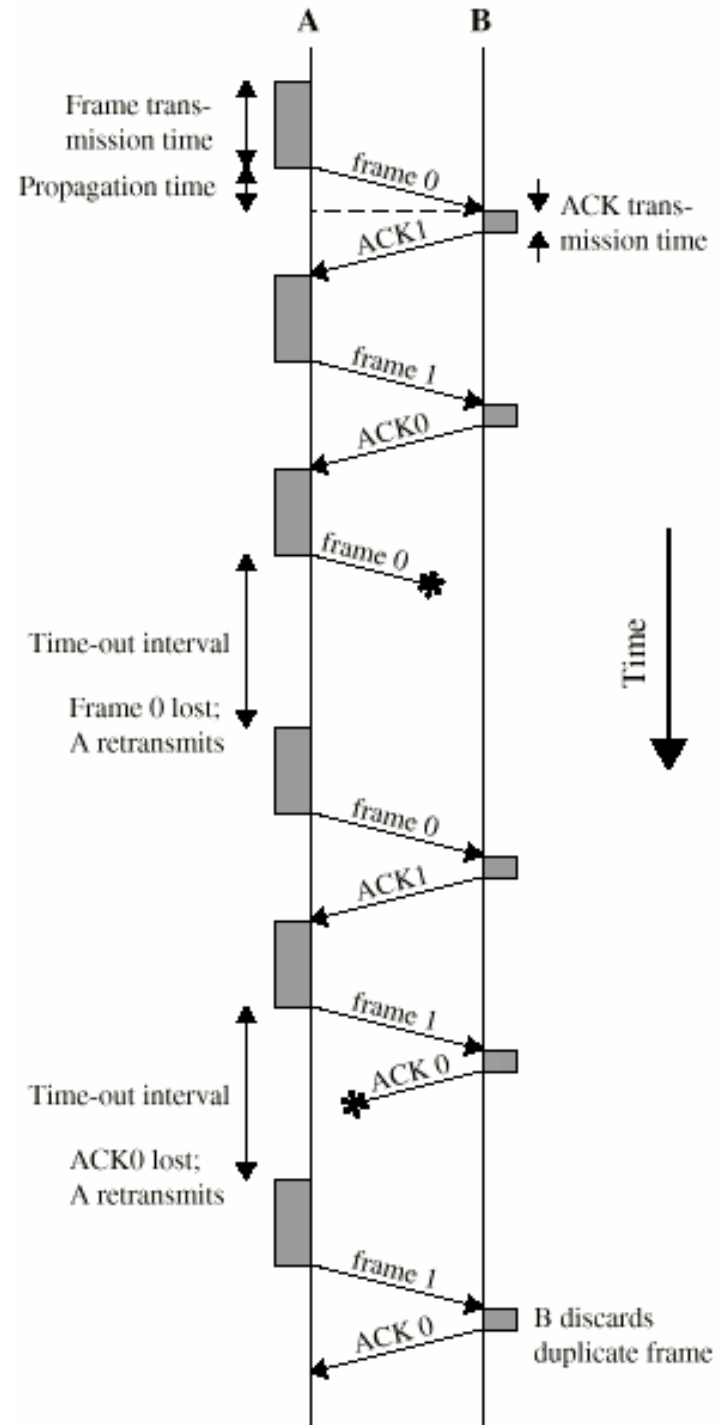 A B
Frame trans-
mission time
Propagation time
frame 0
ACK trans-
mission time
ACK1
frame 1
ACK0
frame 0
Time-out interval
Time
Frame 0 lost;
A retransmits
frame 0
ACK1
frame 1
ACK 0
Time-out interval
ACK0 lost;
A retransmits
frame 1
ACK 0
B discards
duplicate frame